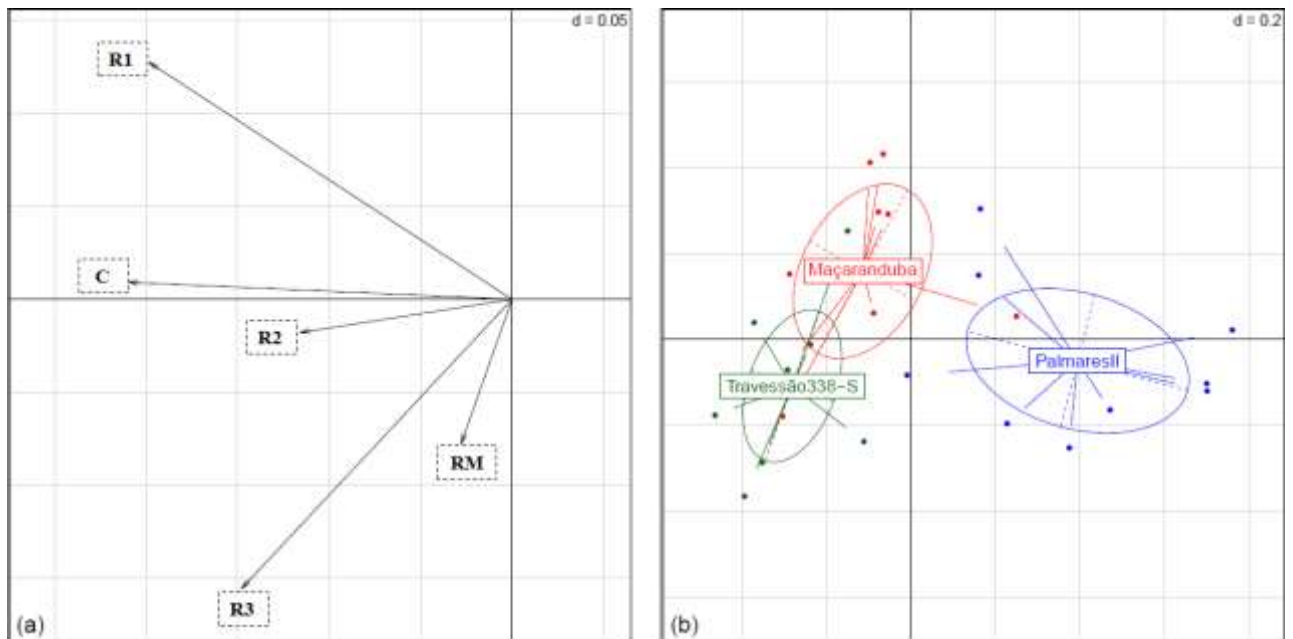 d = 0.05
R1
C
R2
RM
R3
(a)
d = 0.2
Maçaranduba
PalmaresII
Travessão338-S
(b)